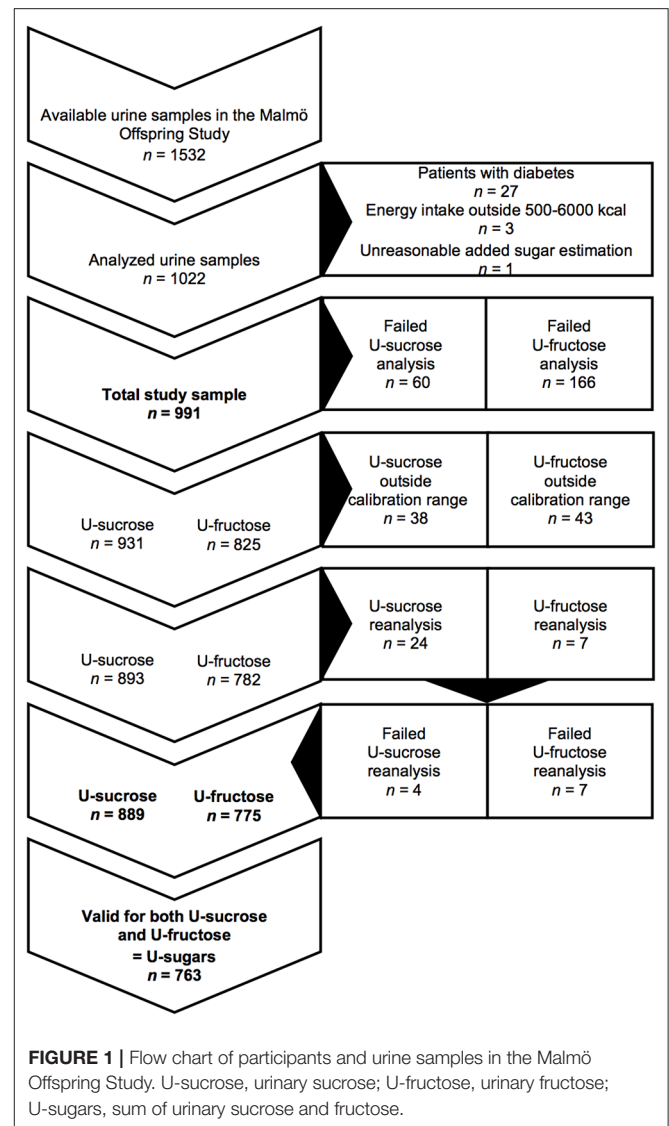 Available urine samples in the Malmö
Offspring Study
n = 1532
Patients with diabetes
n = 27
Energy intake outside 500-6000 kcal
n = 3
Unreasonable added sugar estimation
n = 1
Analyzed urine samples
n = 1022
Failed
U-sucrose
analysis
n = 60
Failed
U-fructose
analysis
n = 166
Total study sample
n = 991
U-sucrose
outside
calibration range
n = 38
U-fructose
outside
calibration range
n = 43
U-sucrose
n = 931
U-fructose
n = 825
U-sucrose
reanalysis
n = 24
U-fructose
reanalysis
n = 7
U-sucrose
n = 893
U-fructose
n = 782
Failed
U-sucrose
reanalysis
n = 4
Failed
U-fructose
reanalysis
n = 7
U-sucrose
n = 889
U-fructose
n = 775
Valid for both U-sucrose
and U-fructose
= U-sugars
n = 763
FIGURE 1 | Flow chart of participants and urine samples in the Malmö
Offspring Study. U-sucrose, urinary sucrose; U-fructose, urinary fructose;
U-sugars, sum of urinary sucrose and fructose.